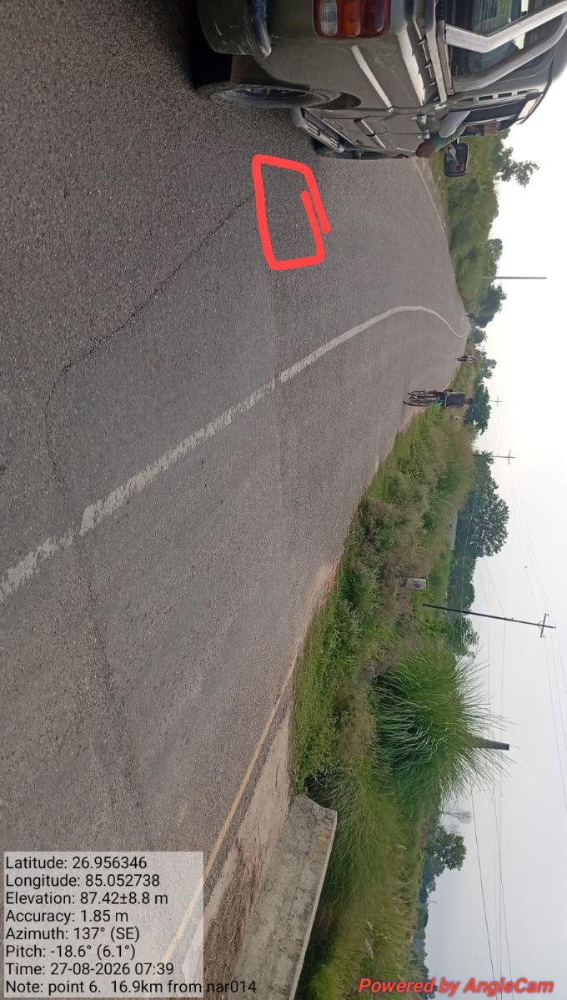 Latitude: 26.956346
Longitude: 85.052738
Elevation: 87.42±8.8 m
Accuracy: 1.85 m
Azimuth: 137° (SE)
Pitch: -18.6° (6.1°)
Time: 27-08-2026 07:39
Note: point 6. 16.9km from nar014
Powered by AngleCam